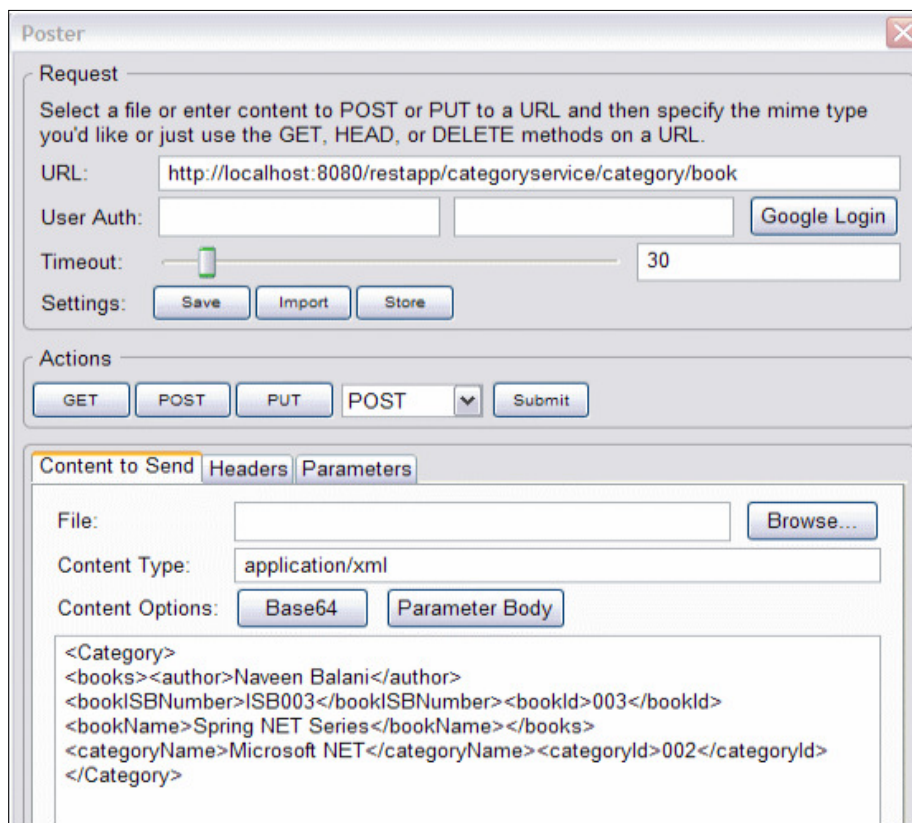 Poster
Request
Select a file or enter content to POST or PUT to a URL and then specify the mime type
you'd like or just use the GET, HEAD, or DELETE methods on a URL.
URL: http://localhost:8080/restapp/categoryservice/category/book
User Auth: Google Login
Timeout: 30
Settings: Save Import Store
Actions
GET POST PUT POST Submit
Content to Send Headers Parameters
File: Browse...
Content Type: application/xml
Content Options: Base64 Parameter Body
<Category>
<books><author>Naveen Balani</author>
<bookISBNumber>ISB003</bookISBNumber><bookId>003</bookId>
<bookName>Spring NET Series</bookName></books>
<categoryName>Microsoft NET</categoryName><categoryId>002</categoryId>
</Category>